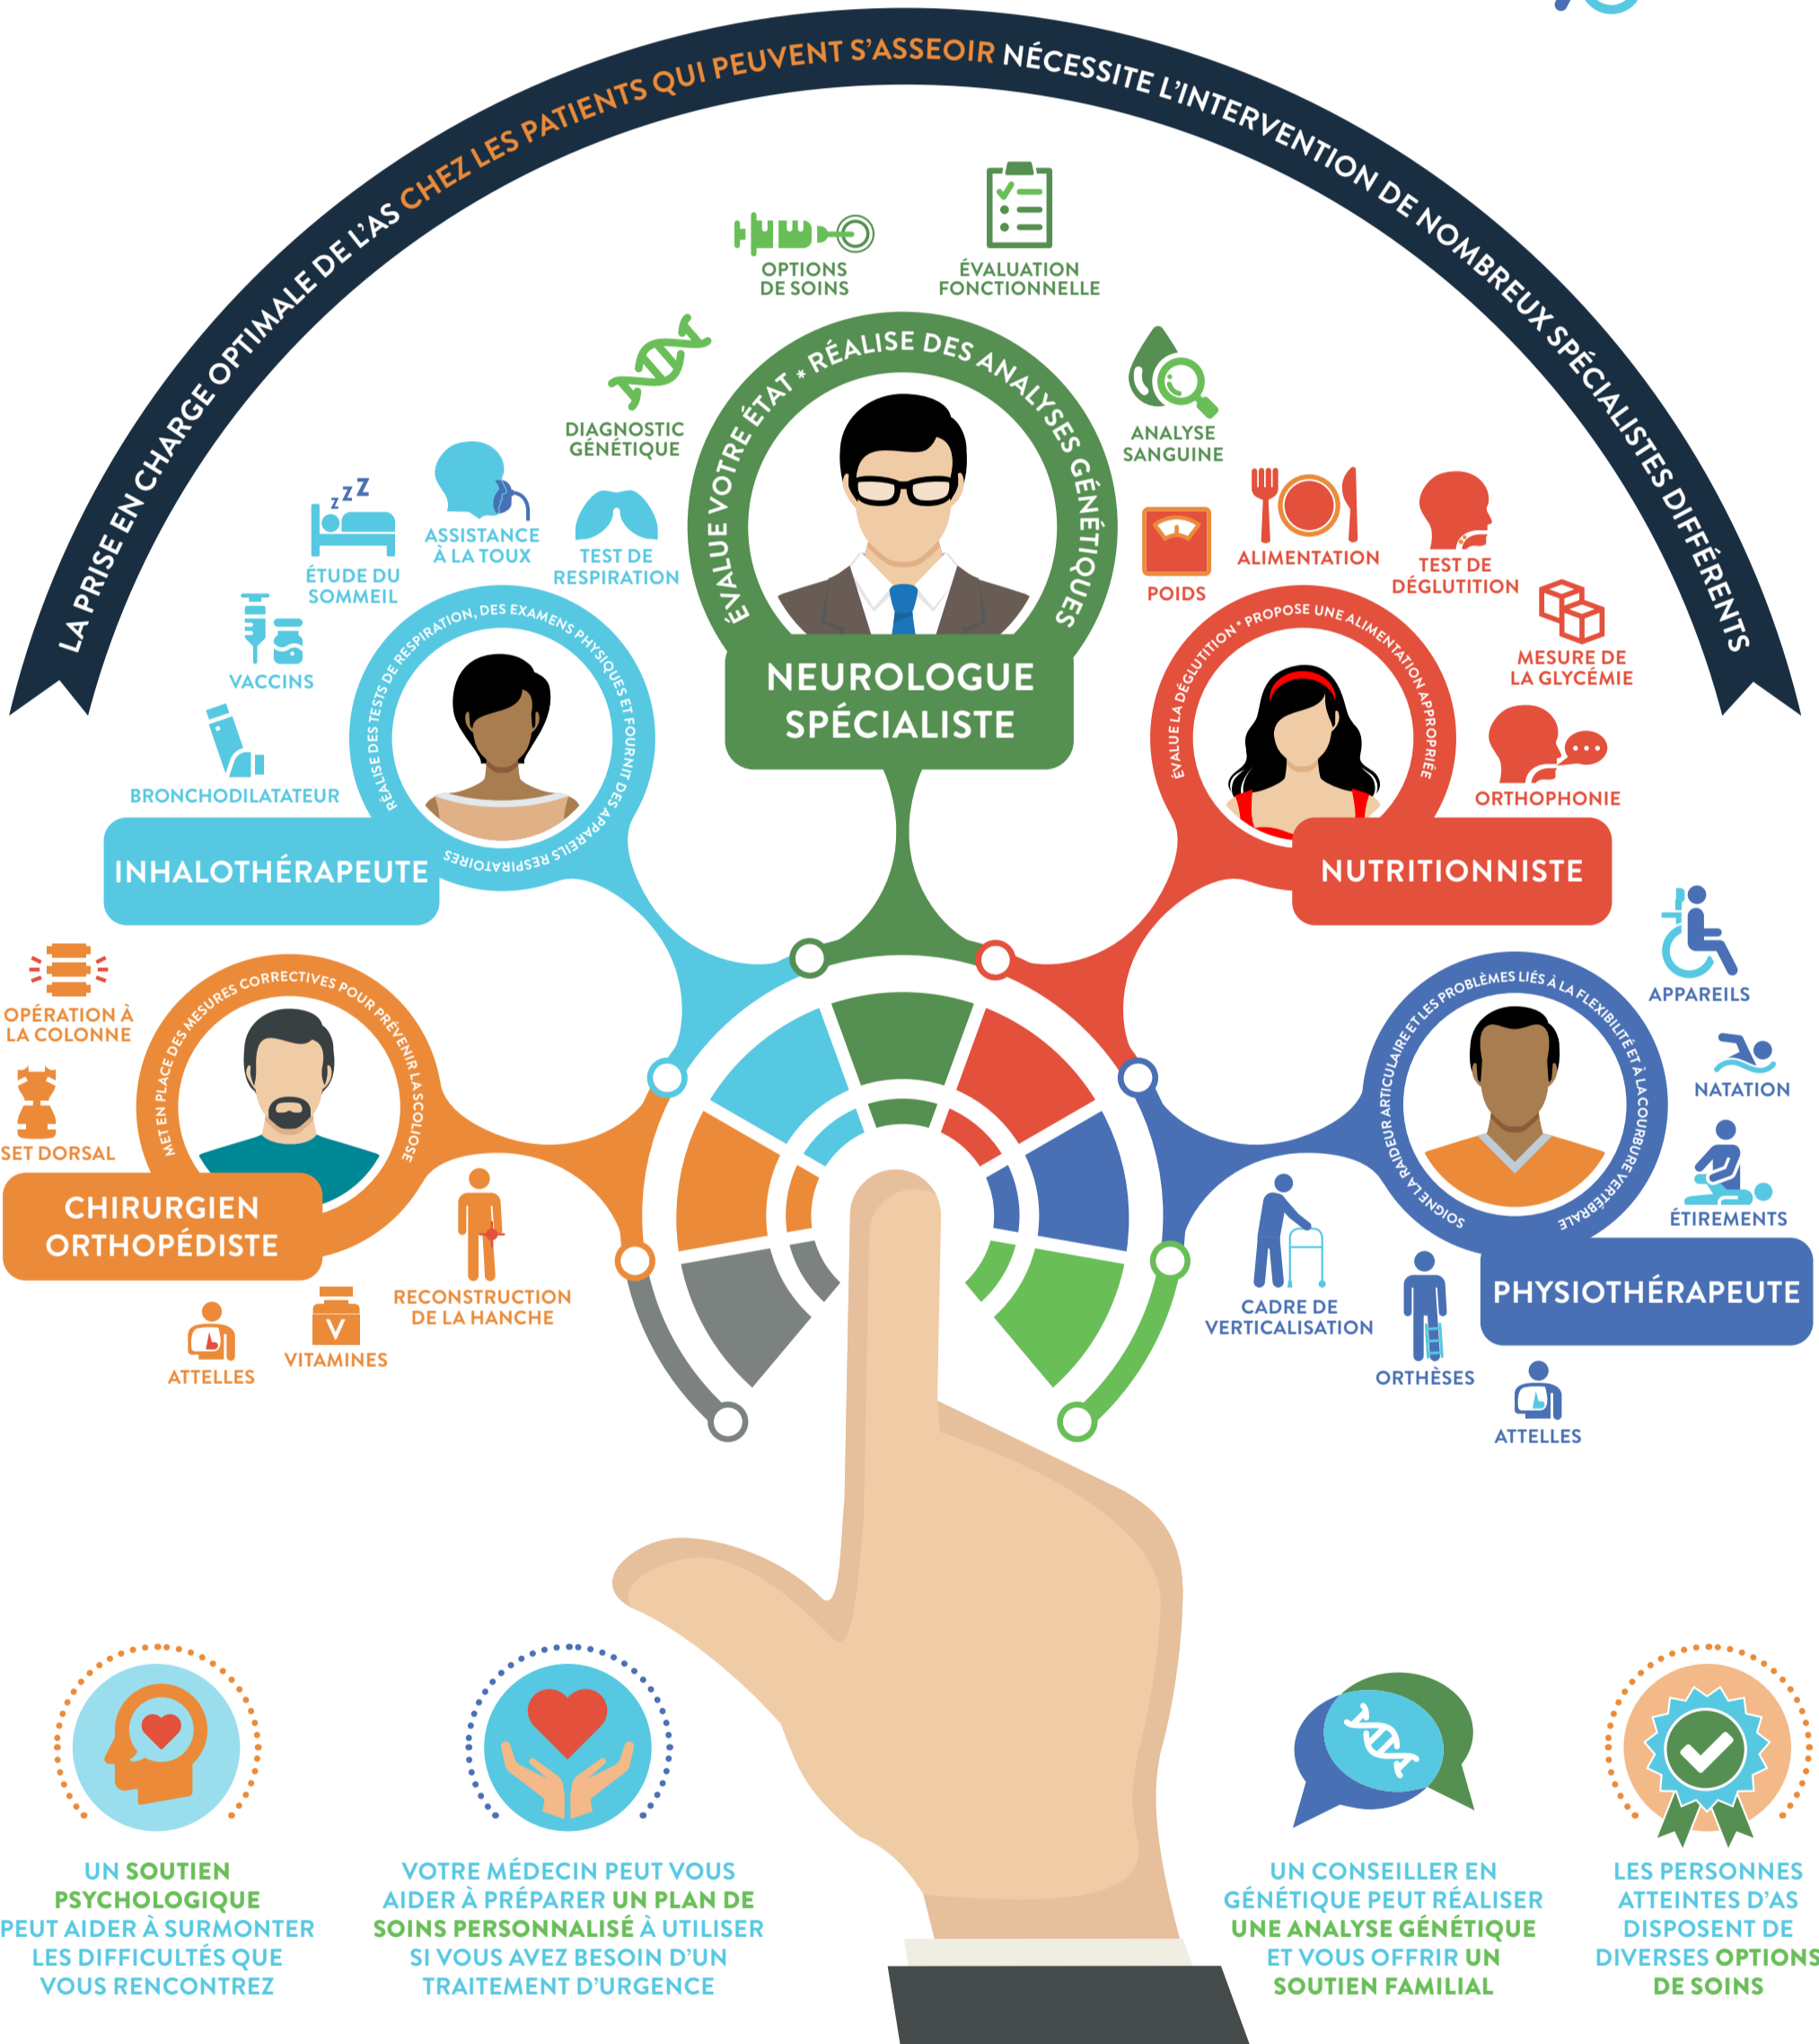 LA PRISE EN CHARGE OPTIMALE DE L'AS CHEZ LES PATIENTS QUI PEUVENT S'ASSEOIR NÉCESSITE L'INTERVENTION DE NOMBREUX SPÉCIALISTES DIFFÉRENTS
OPTIONS
DE SOINS
ÉVALUATION
FONCTIONNELLE
DIAGNOSTIC
GÉNÉTIQUE
ANALYSE
SANGUINE
ÉVALUE VOTRE ÉTAT * RÉALISE DES ANALYSES GÉNÉTIQUES
NEUROLOGUE
SPÉCIALISTE
ASSISTANCE
À LA TOUX
TEST DE
RESPIRATION
zzZ
ÉTUDE DU
SOMMEIL
VACCINS
BRONCHODILATATEUR
RÉALISE DES TESTS DE RESPIRATION, DES EXAMENS PHYSIQUES ET FOURNIT DES APPAREILS RESPIRATOIRES
INHALOTHÉRAPEUTE
POIDS
ALIMENTATION
TEST DE
DÉGLUTITION
MESURE DE
LA GLYCÉMIE
ORTHOPHONIE
ÉVALUE LA DÉGLUTITION * PROPOSE UNE ALIMENTATION APPROPRIÉE
NUTRITIONNISTE
OPÉRATION À
LA COLONNE
SET DORSAL
MET EN PLACE DES MESURES CORRECTIVES POUR PRÉVENIR LA SCOLIOSE
CHIRURGIEN
ORTHOPÉDISTE
ATTELLES
V
VITAMINES
RECONSTRUCTION
DE LA HANCHE
APPAREILS
NATATION
ÉTIREMENTS
SOIGNE LA RAIDEUR ARTICULAIRE ET LES PROBLÈMES LIÉS À LA FLEXIBILITÉ ET À LA COURBURE VERTÉBRALE
PHYSIOTHÉRAPEUTE
CADRE DE
VERTICALISATION
ORTHÈSES
ATTELLES
UN SOUTIEN
PSYCHOLOGIQUE
PEUT AIDER À SURMONTER
LES DIFFICULTÉS QUE
VOUS RENCONTREZ
VOTRE MÉDECIN PEUT VOUS
AIDER À PRÉPARER UN PLAN DE
SOINS PERSONNALISÉ À UTILISER
SI VOUS AVEZ BESOIN D'UN
TRAITEMENT D'URGENCE
UN CONSEILLER EN
GÉNÉTIQUE PEUT RÉALISER
UNE ANALYSE GÉNÉTIQUE
ET VOUS OFFRIR UN
SOUTIEN FAMILIAL
LES PERSONNES
ATTEINTES D'AS
DISPOSENT DE
DIVERSES OPTIONS
DE SOINS